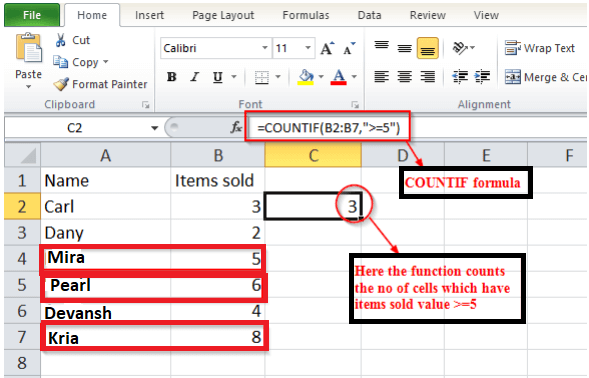 File Home Insert Page Layout Formulas Data Review View
Paste
Cut
Copy
Format Painter
Clipboard
Calibri 11 A A
B I U A
Font
Wrap Text
Merge & Ce
Alignment
C2 fx =COUNTIF(B2:B7,">=5")
A B C D E F
1 Name Items sold
COUNTIF formula
2 Carl 3 3
3 Dany 2
4 Mira 5
5 Pearl 6
6 Devansh 4
7 Kria 8
8
Here the function counts
the no of cells which have
items sold value >=5